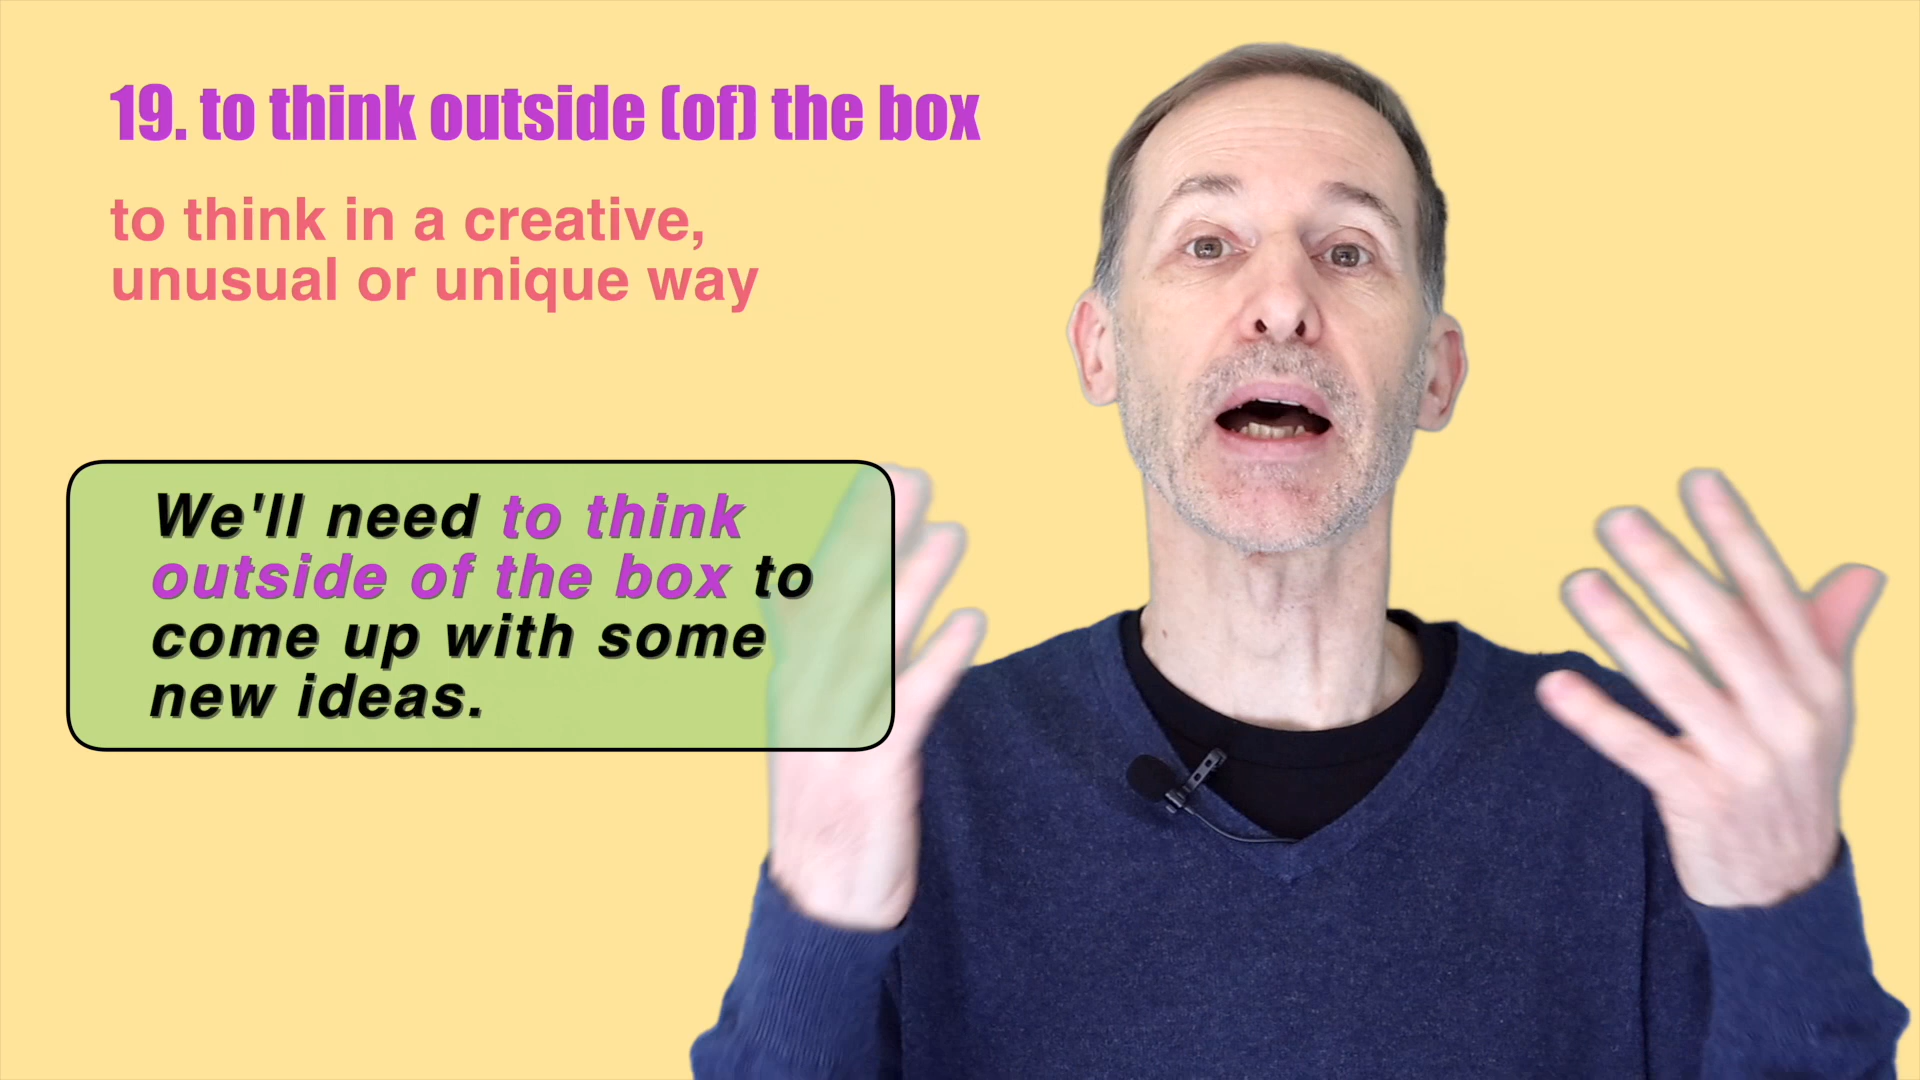 19. to think outside (of) the box
to think in a creative,
unusual or unique way
We'll need to think
outside of the box to
come up with some
new ideas.